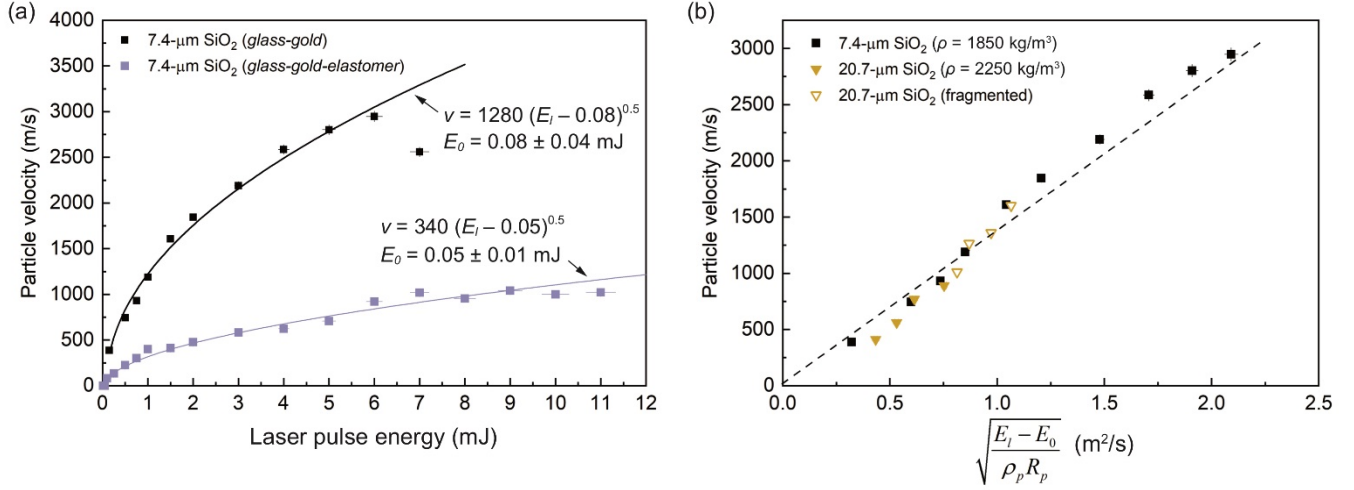 (a)
4000
3500
3000
2500
2000
1500
1000
500
0
Particle velocity (m/s)
7.4-μm SiO₂ (glass-gold)
7.4-μm SiO₂ (glass-gold-elastomer)
v = 1280 (Eₗ – 0.08)^0.5
E₀ = 0.08 ± 0.04 mJ
v = 340 (Eₗ – 0.05)^0.5
E₀ = 0.05 ± 0.01 mJ
0 1 2 3 4 5 6 7 8 9 10 11 12
Laser pulse energy (mJ)
(b)
3000
2500
2000
1500
1000
500
0
Particle velocity (m/s)
7.4-μm SiO₂ (ρ = 1850 kg/m³)
20.7-μm SiO₂ (ρ = 2250 kg/m³)
20.7-μm SiO₂ (fragmented)
0.0 0.5 1.0 1.5 2.0 2.5
√((Eₗ – E₀)/(ρₚRₚ)) (m²/s)